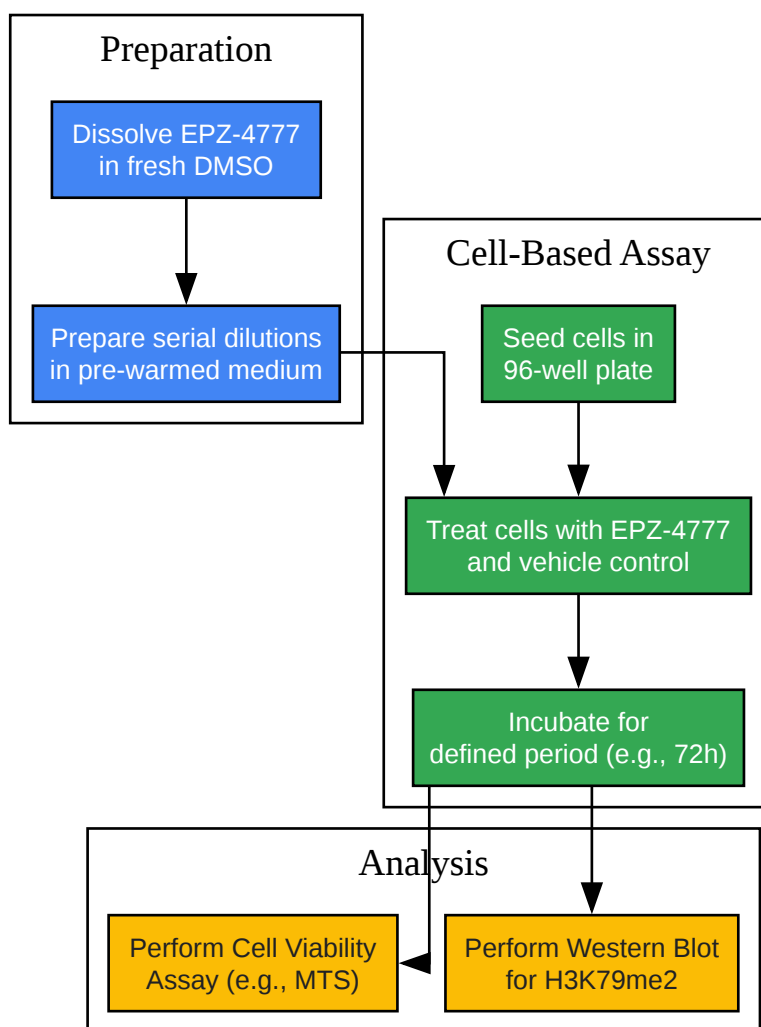 Preparation
Dissolve EPZ-4777
in fresh DMSO
Prepare serial dilutions
in pre-warmed medium
Cell-Based Assay
Seed cells in
96-well plate
Treat cells with EPZ-4777
and vehicle control
Incubate for
defined period (e.g., 72h)
Analysis
Perform Cell Viability
Assay (e.g., MTS)
Perform Western Blot
for H3K79me2